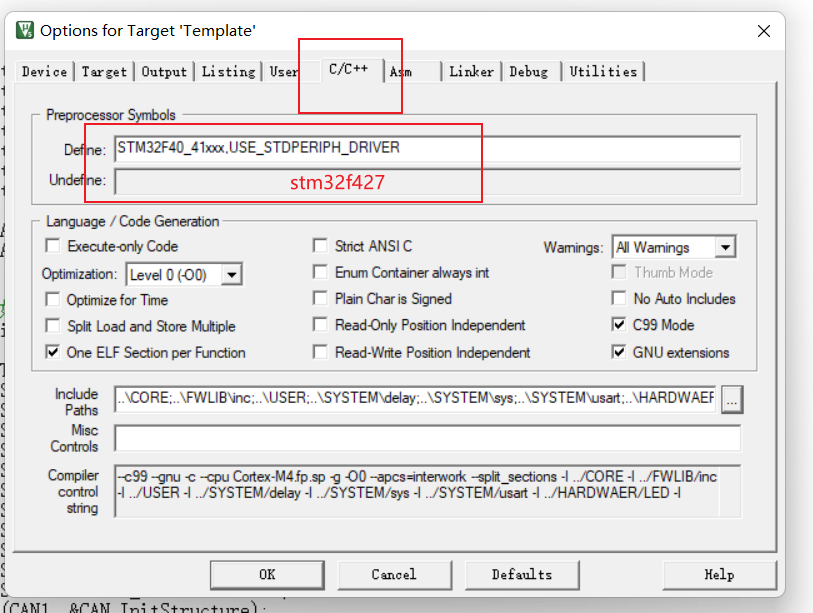 Options for Target 'Template'
Device Target Output Listing User C/C++ Asm Linker Debug Utilities
Preprocessor Symbols
Define: STM32F40_41xxx,USE_STDPERIPH_DRIVER
Undefine:
stm32f427
Language / Code Generation
Execute-only Code Strict ANSI C Warnings: All Warnings
Optimization: Level 0 (-O0) Enum Container always int Thumb Mode
Optimize for Time Plain Char is Signed No Auto Includes
Split Load and Store Multiple Read-Only Position Independent C99 Mode
One ELF Section per Function Read-Write Position Independent GNU extensions
Include Paths ..\CORE;..\FWLIB\inc;..\USER;..\SYSTEM\delay;..\SYSTEM\sys;..\SYSTEM\usart;..\HARDWAEF ...
Misc Controls
Compiler control string --c99 --gnu -c --cpu Cortex-M4.fp.sp -g -O0 --apcs=interwork --split_sections -I ../CORE -I ../FWLIB/inc
-I ../USER -I ../SYSTEM/delay -I ../SYSTEM/sys -I ../SYSTEM/usart -I ../HARDWAER/LED -I
OK Cancel Defaults Help
(CAN1, &CAN_InitStructure);